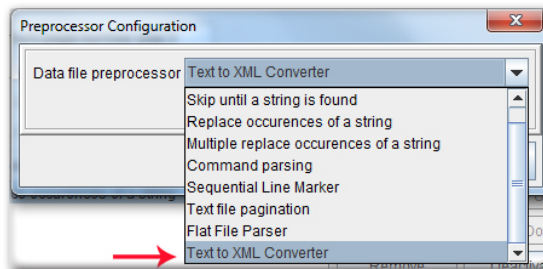 Preprocessor Configuration
Data file preprocessor Text to XML Converter
Skip until a string is found
Replace occurences of a string
Multiple replace occurences of a string
Command parsing
Sequential Line Marker
Text file pagination
Flat File Parser
Text to XML Converter